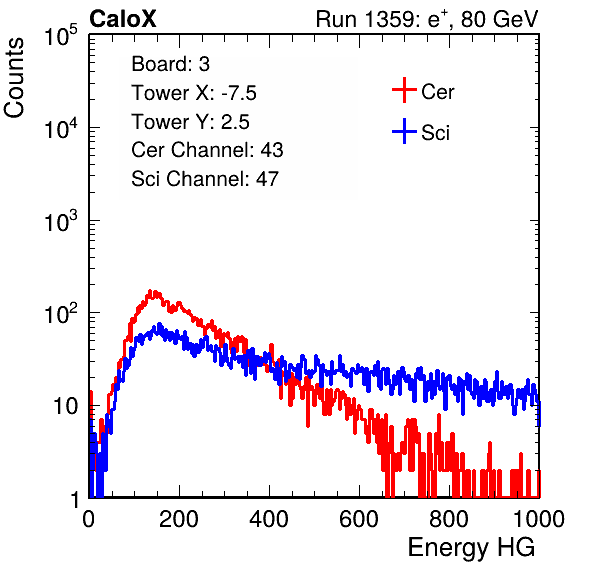 CaloX Run 1359: e⁺, 80 GeV
Counts
Board: 3
Tower X: -7.5
Tower Y: 2.5
Cer Channel: 43
Sci Channel: 47
Cer
Sci
10⁵
10⁴
10³
10²
10
1
0 200 400 600 800 1000
Energy HG